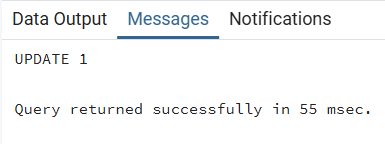 Data Output Messages Notifications
UPDATE 1
Query returned successfully in 55 msec.